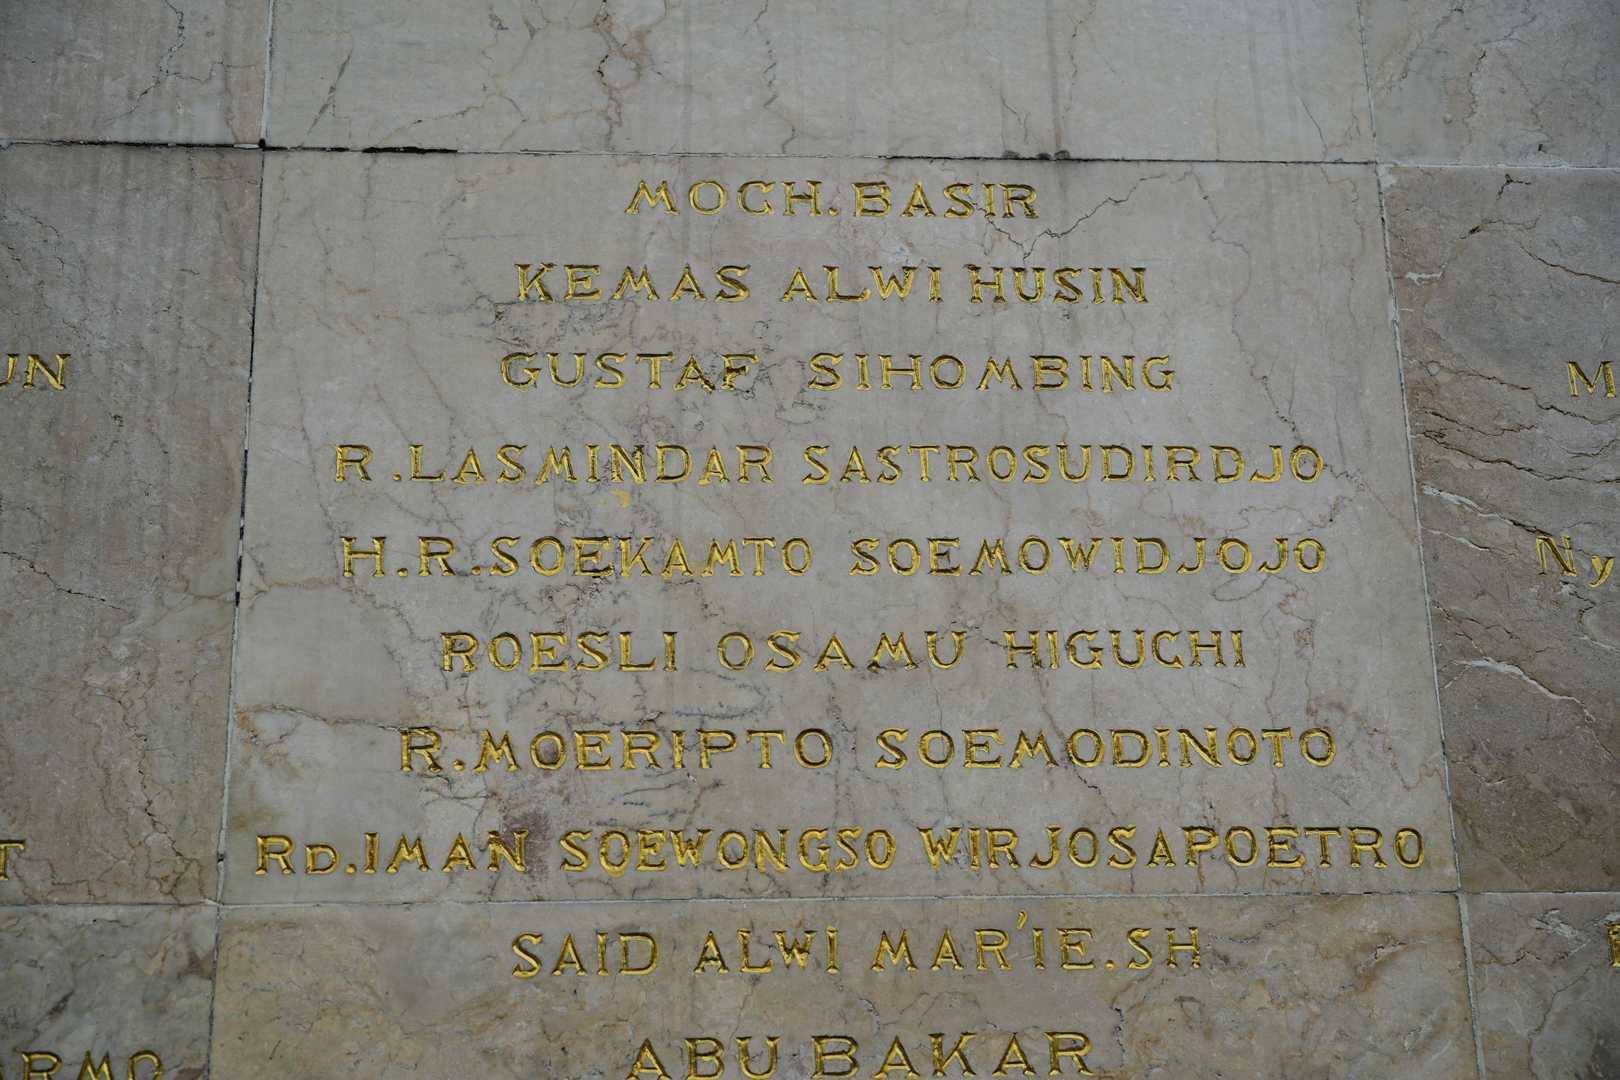 MOCH. BASIR
KEMAS ALWI HUSIN
GUSTAF SIHOMBING
R. LASMINDAR SASTROSUDIRDJO
H.R. SOEKAMTO SOEMOWIDJOJO
ROESLI OSAMU HIGUCHI
R. MOERIPTO SOEMODINOTO
RD. IMAN SOEWONGSO WIRJOSAPOETRO
SAID ALWI MAR'IE. SH
ABU BAKAR